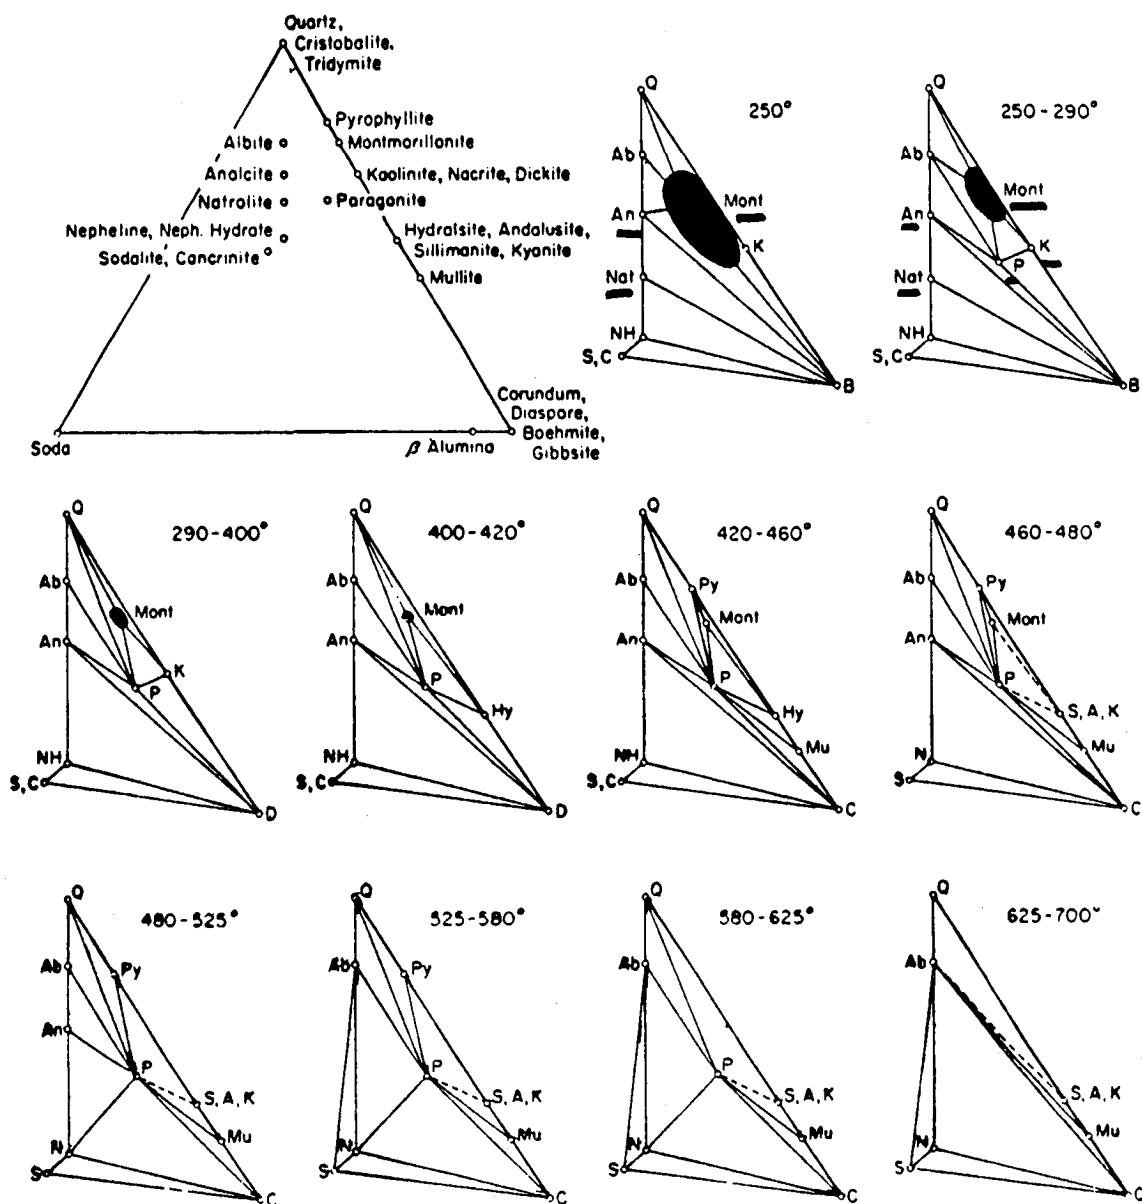 Quartz,
Cristobalite,
Tridymite
Pyrophyllite
Albite
Montmorillanite
Analcite
Kaolinite, Nacrite, Dickite
Natrolite
Paragonite
Nepheline, Neph. Hydrate
Hydralsite, Andalusite,
Sillimanite, Kyanite
Sodalite, Cancrinite
Mullite
Corundum,
Diaspore,
Boehmite,
Gibbsite
Soda
β Alumina
Q
250°
Ab
Mont
An
K
Nat
NH
S, C
B
Q
250-290°
Ab
Mont
An
K
P
Nat
NH
S, C
B
Q
290-400°
Ab
Mont
An
K
P
NH
S, C
D
Q
400-420°
Ab
Mont
An
P
Hy
NH
S, C
D
Q
420-460°
Py
Ab
Mont
An
P
Hy
Mu
NH
S, C
C
Q
460-480°
Py
Ab
Mont
An
P
S, A, K
Mu
N
S
C
Q
480-525°
Ab
Py
An
P
S, A, K
Mu
N
S
C
Q
525-580°
Ab
Py
P
S, A, K
Mu
N
S
C
Q
580-625°
Ab
P
S, A, K
Mu
N
S
C
Q
625-700°
Ab
S, A, K
Mu
N
S
C